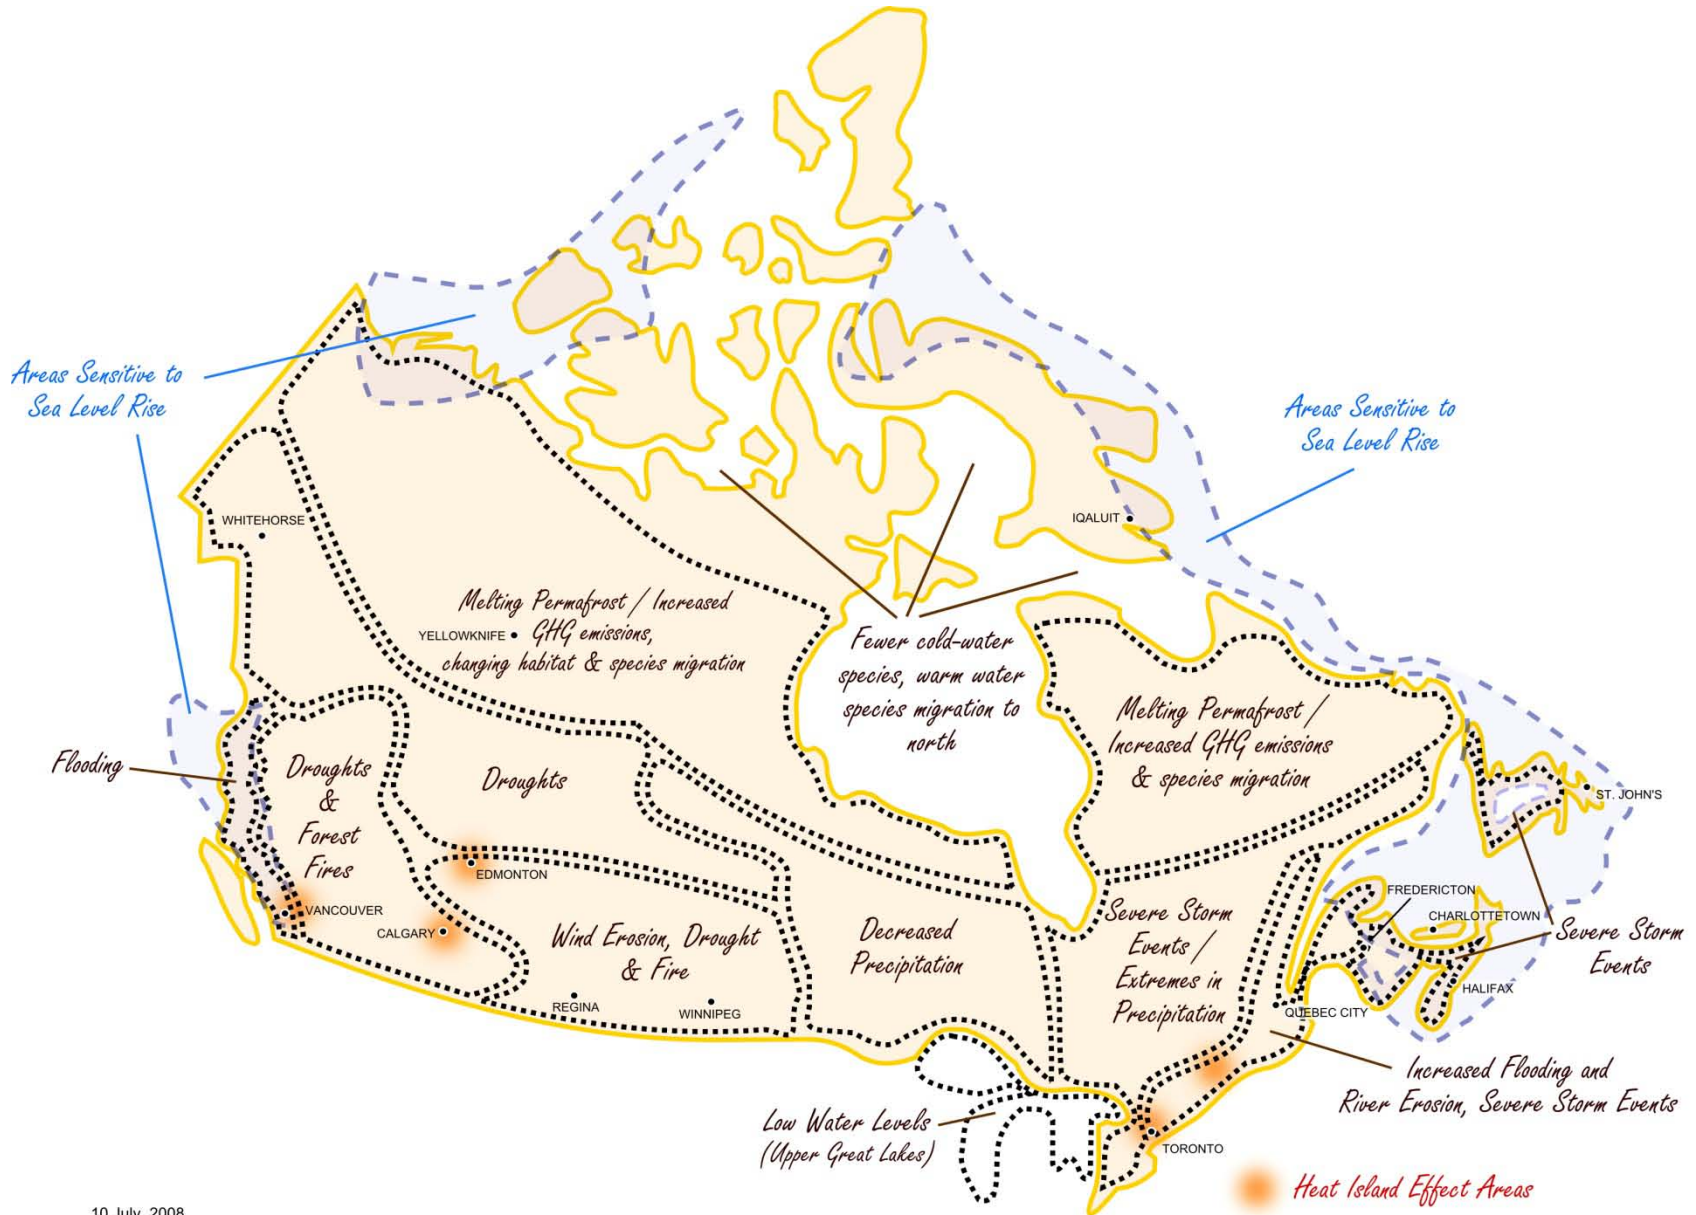 Areas Sensitive to
Sea Level Rise
Areas Sensitive to
Sea Level Rise
WHITEHORSE
IQALUIT
Melting Permafrost / Increased
YELLOWKNIFE
GHG emissions,
changing habitat & species migration
Fewer cold-water
species, warm water
species migration to
north
Melting Permafrost /
Increased GHG emissions
& species migration
Flooding
Droughts
&
Forest
Fires
Droughts
ST. JOHN'S
EDMONTON
VANCOUVER
CALGARY
Wind Erosion, Drought
& Fire
REGINA
WINNIPEG
Decreased
Precipitation
Severe Storm
Events /
Extremes in
Precipitation
FREDERICTON
CHARLOTTETOWN
Severe Storm
Events
HALIFAX
QUEBEC CITY
Increased Flooding and
River Erosion, Severe Storm Events
Low Water Levels
(Upper Great Lakes)
TORONTO
Heat Island Effect Areas
10 July, 2008